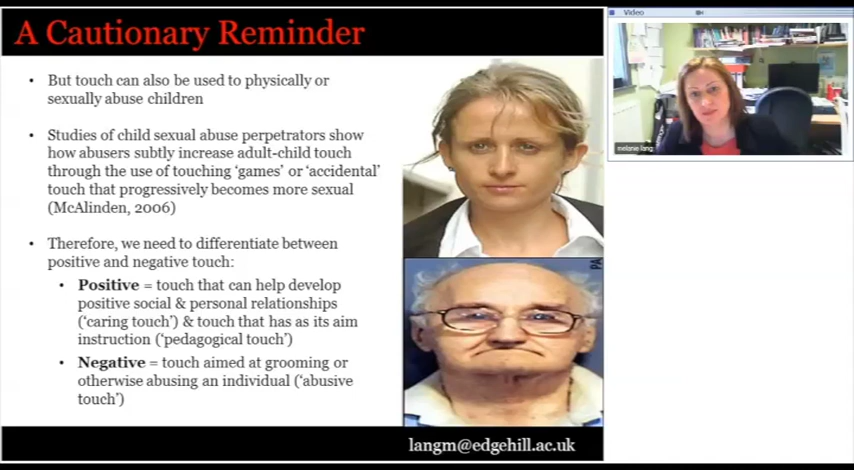 A Cautionary Reminder
• But touch can also be used to physically or
sexually abuse children
• Studies of child sexual abuse perpetrators show
how abusers subtly increase adult-child touch
through the use of touching ‘games’ or ‘accidental’
touch that progressively becomes more sexual
(McAlinden, 2006)
• Therefore, we need to differentiate between
positive and negative touch:
• Positive = touch that can help develop
positive social & personal relationships
(‘caring touch’) & touch that has as its aim
instruction (‘pedagogical touch’)
• Negative = touch aimed at grooming or
otherwise abusing an individual (‘abusive
touch’)
PA
langm@edgehill.ac.uk
Video
melanie lang